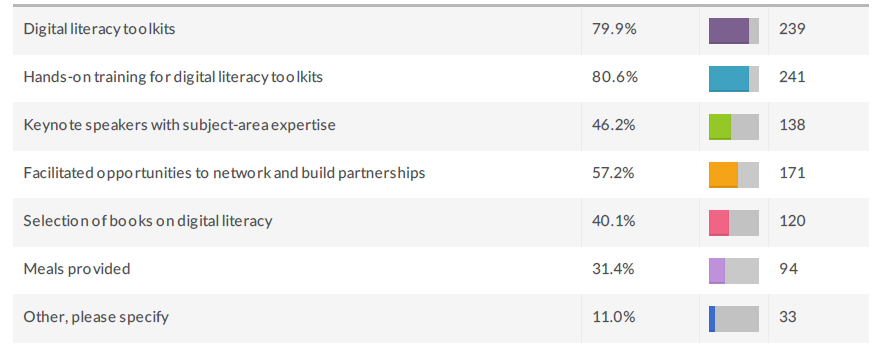 Digital literacy toolkits 79.9% 239
Hands-on training for digital literacy toolkits 80.6% 241
Keynote speakers with subject-area expertise 46.2% 138
Facilitated opportunities to network and build partnerships 57.2% 171
Selection of books on digital literacy 40.1% 120
Meals provided 31.4% 94
Other, please specify 11.0% 33